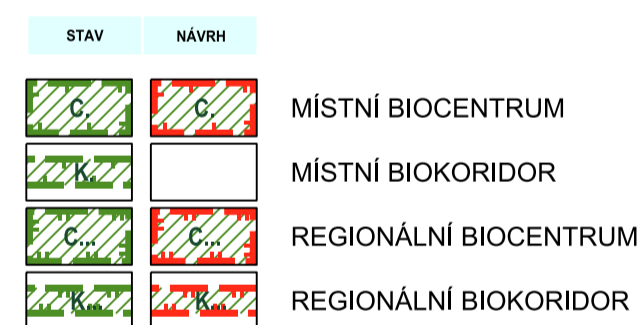 STAV NÁVRH
C. C. MÍSTNÍ BIOCENTRUM
K. MÍSTNÍ BIOKORIDOR
C... C... REGIONÁLNÍ BIOCENTRUM
K... K... REGIONÁLNÍ BIOKORIDOR